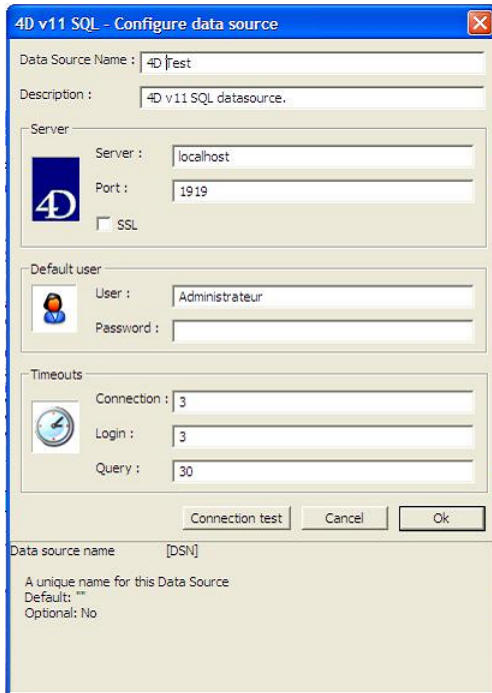 4D v11 SQL - Configure data source
Data Source Name : 4D Test
Description : 4D v11 SQL datasource.
Server
Server : localhost
4D
Port : 1919
SSL
Default user
User : Administrateur
Password :
Timeouts
Connection : 3
Login : 3
Query : 30
Connection test Cancel Ok
Data source name [DSN]
A unique name for this Data Source
Default: ""
Optional: No